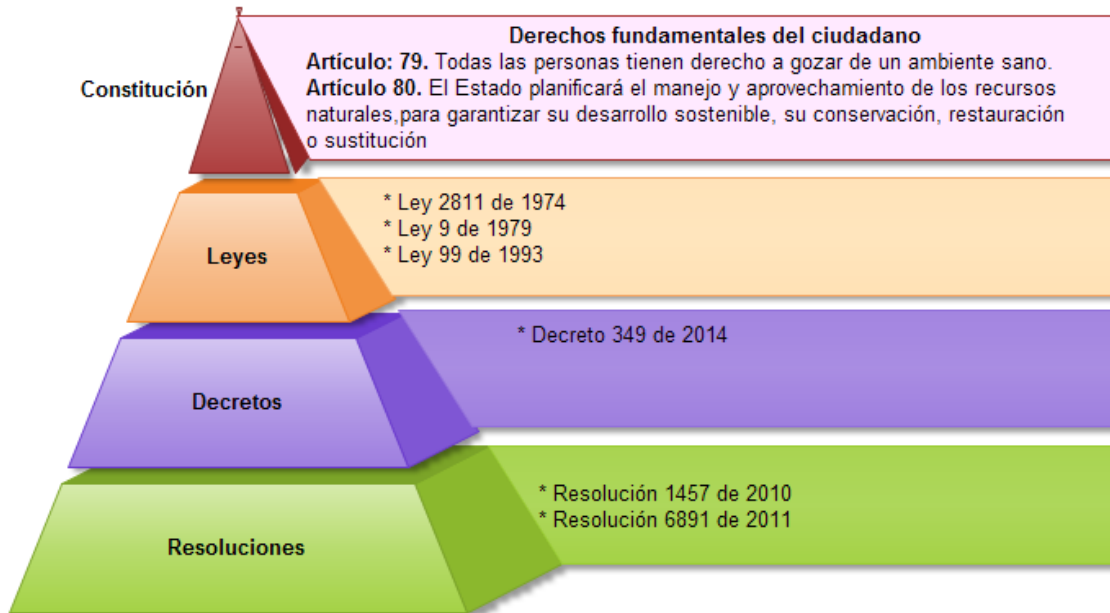 Derechos fundamentales del ciudadano
Artículo: 79. Todas las personas tienen derecho a gozar de un ambiente sano.
Artículo 80. El Estado planificará el manejo y aprovechamiento de los recursos
naturales,para garantizar su desarrollo sostenible, su conservación, restauración
o sustitución
Constitución
* Ley 2811 de 1974
* Ley 9 de 1979
* Ley 99 de 1993
Leyes
* Decreto 349 de 2014
Decretos
* Resolución 1457 de 2010
* Resolución 6891 de 2011
Resoluciones